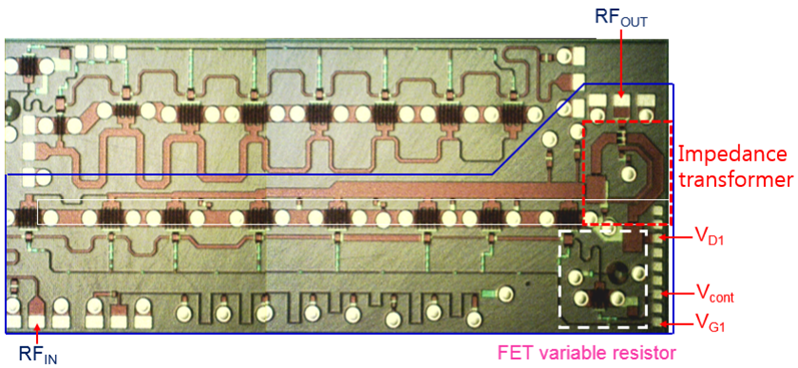 RFOUT
Impedance
transformer
VD1
Vcont
VG1
RFIN
FET variable resistor